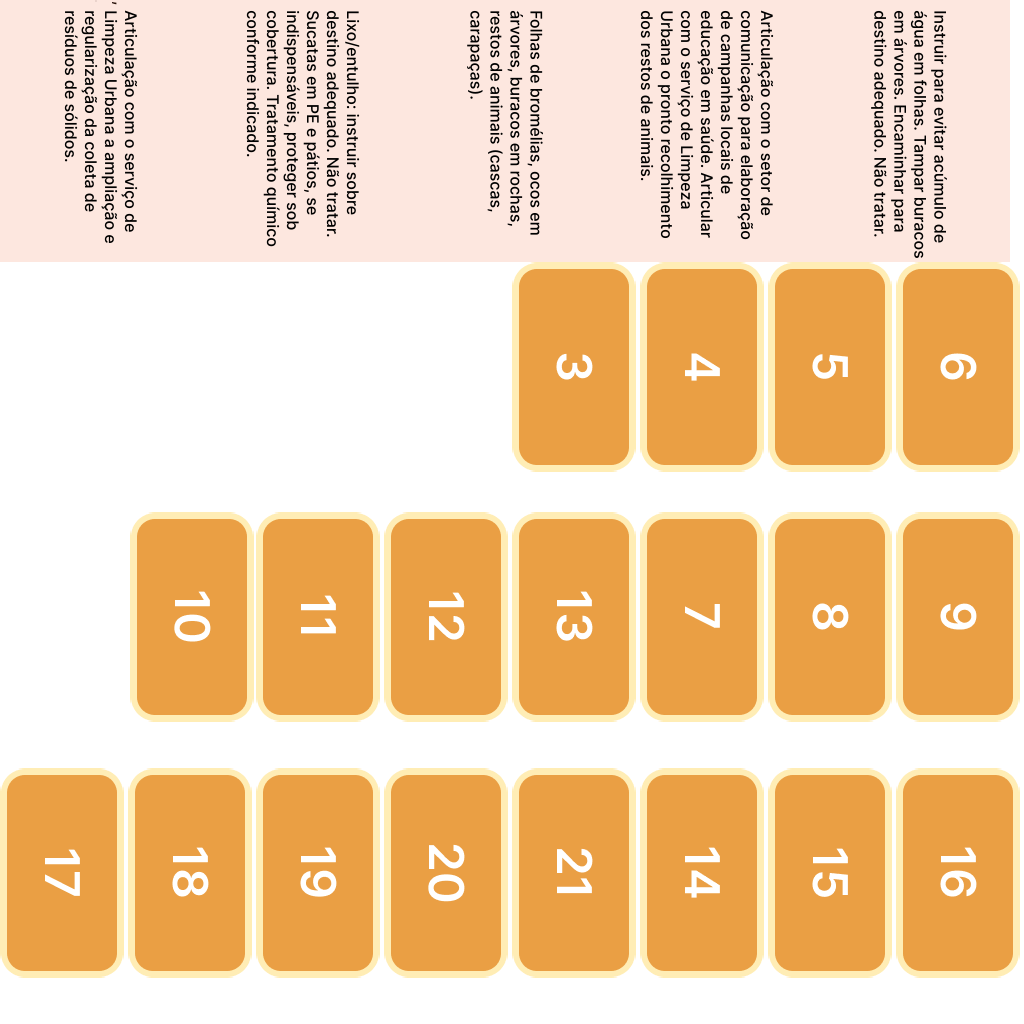 Instruir para evitar acúmulo de
água em folhas. Tampar buracos
em árvores. Encaminhar para
destino adequado. Não tratar.
Articulação com o setor de
comunicação para elaboração
de campanhas locais de
educação em saúde. Articular
com o serviço de Limpeza
Urbana o pronto recolhimento
dos restos de animais.
Folhas de bromélias, ocos em
árvores, buracos em rochas,
restos de animais (cascas,
carapaças).
Lixo/entulho: instruir sobre
destino adequado. Não tratar.
Sucatas em PE e pátios, se
indispensáveis, proteger sob
cobertura. Tratamento químico
conforme indicado.
Articulação com o serviço de
Limpeza Urbana a ampliação e
regularização da coleta de
resíduos de sólidos.
6
5
4
3
9
8
7
13
12
11
10
16
15
14
21
20
19
18
17